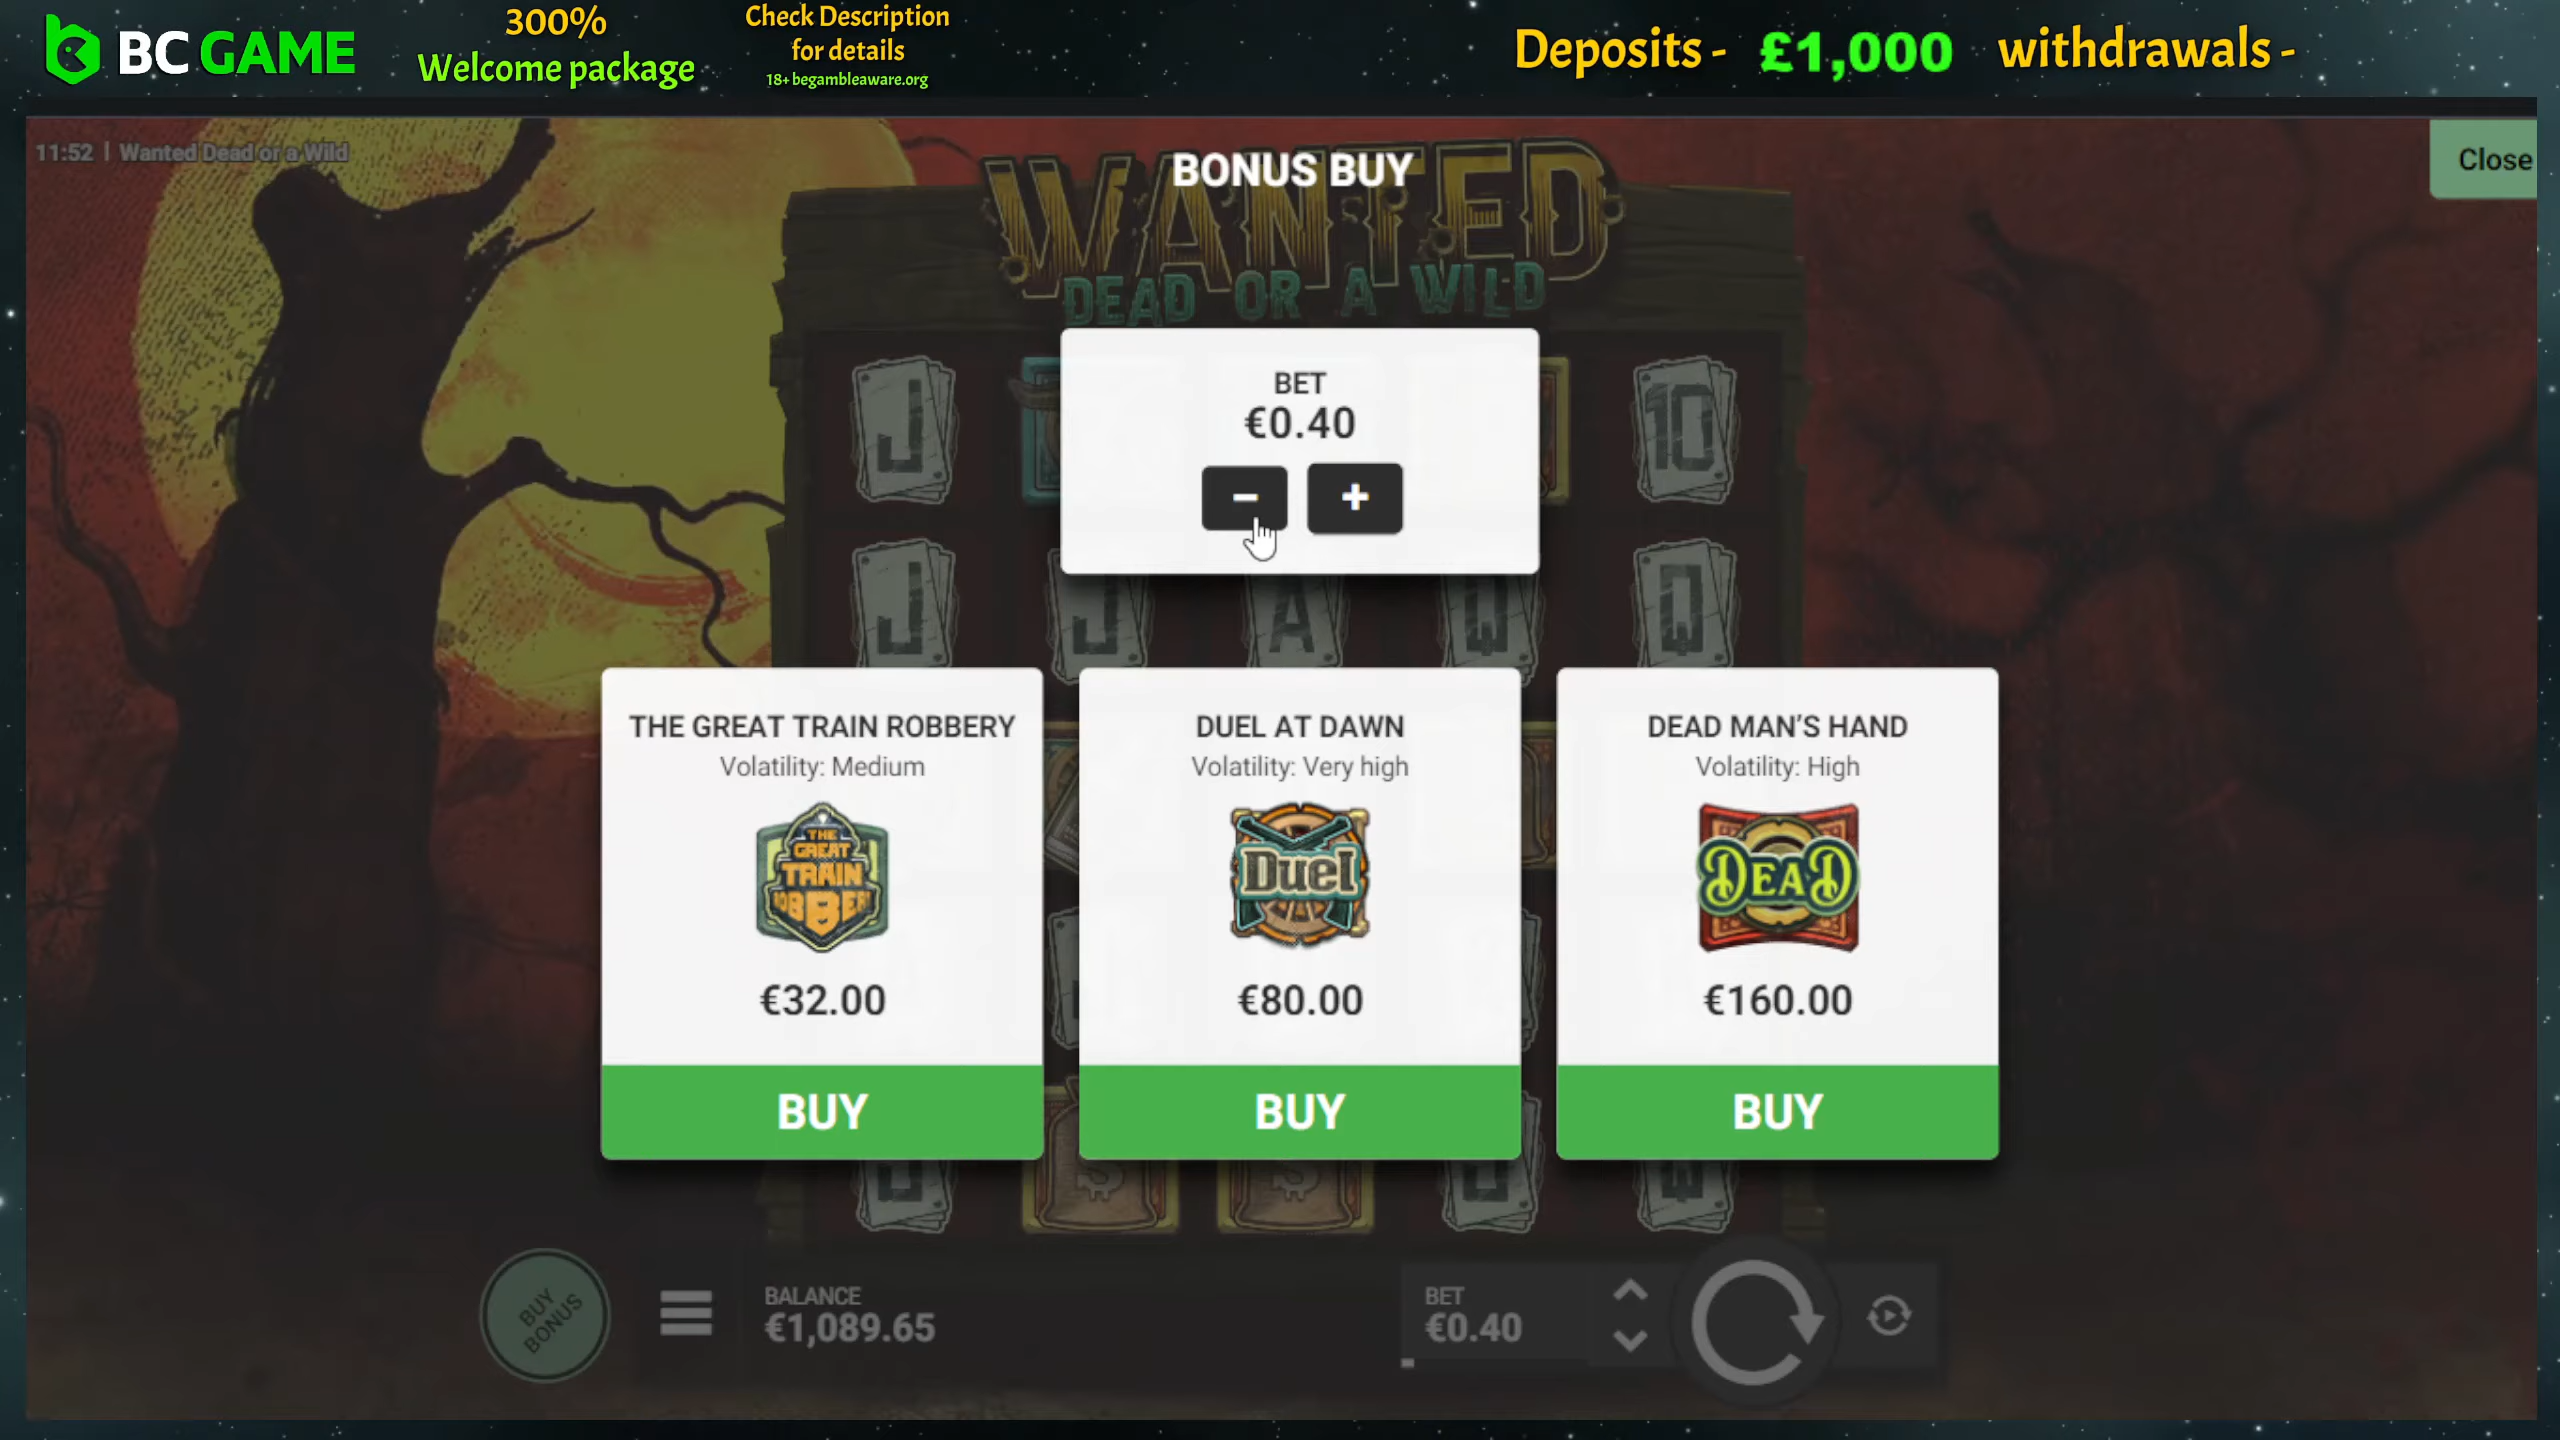 BC GAME
300%
Welcome package
Check Description
for details
18+ begambleaware.org
Deposits - £1,000 withdrawals -
11:52 | Wanted Dead or a Wild
Close
WANTED
DEAD OR A WILD
BONUS BUY
BET
€0.40
J
10
J
J
A
Q
Q
THE GREAT TRAIN ROBBERY
Volatility: Medium
THE
GREAT
TRAIN
€32.00
BUY
DUEL AT DAWN
Volatility: Very high
Duel
€80.00
BUY
DEAD MAN'S HAND
Volatility: High
DEAD
€160.00
BUY
BUY
BONUS
BALANCE
€1,089.65
BET
€0.40